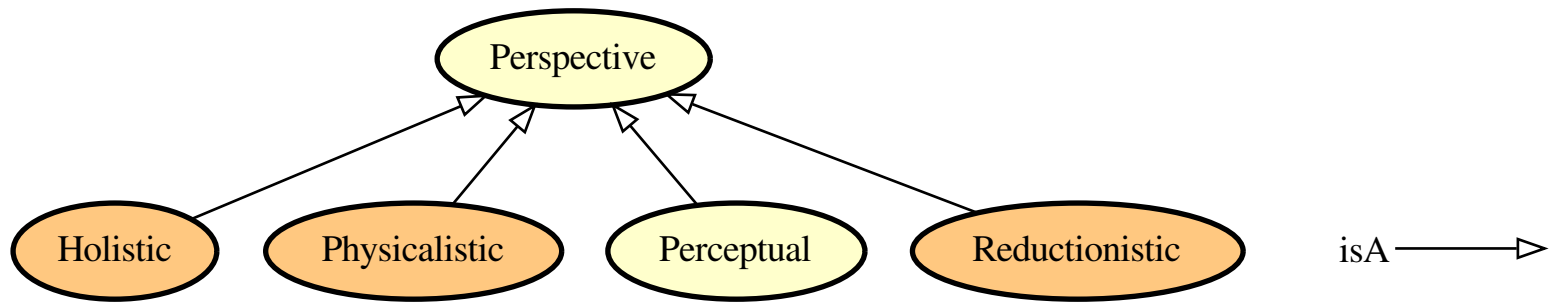 Perspective
Holistic
Physicalistic
Perceptual
Reductionistic
isA